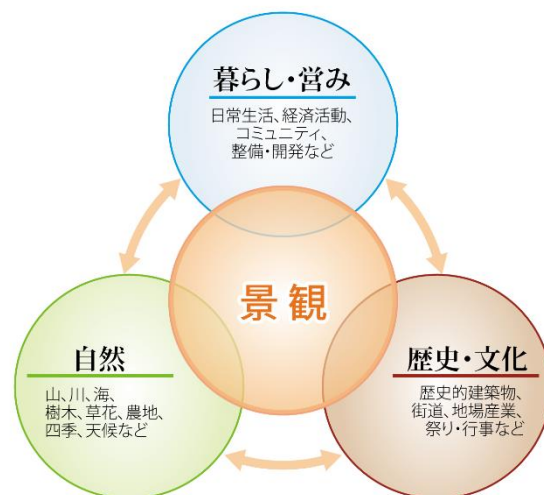 暮らし・営み
日常生活、経済活動、
コミュニティ、
整備・開発など
景観
自然
山、川、海、
樹木、草花、農地、
四季、天候など
歴史・文化
歴史的建築物、
街道、地場産業、
祭り・行事など